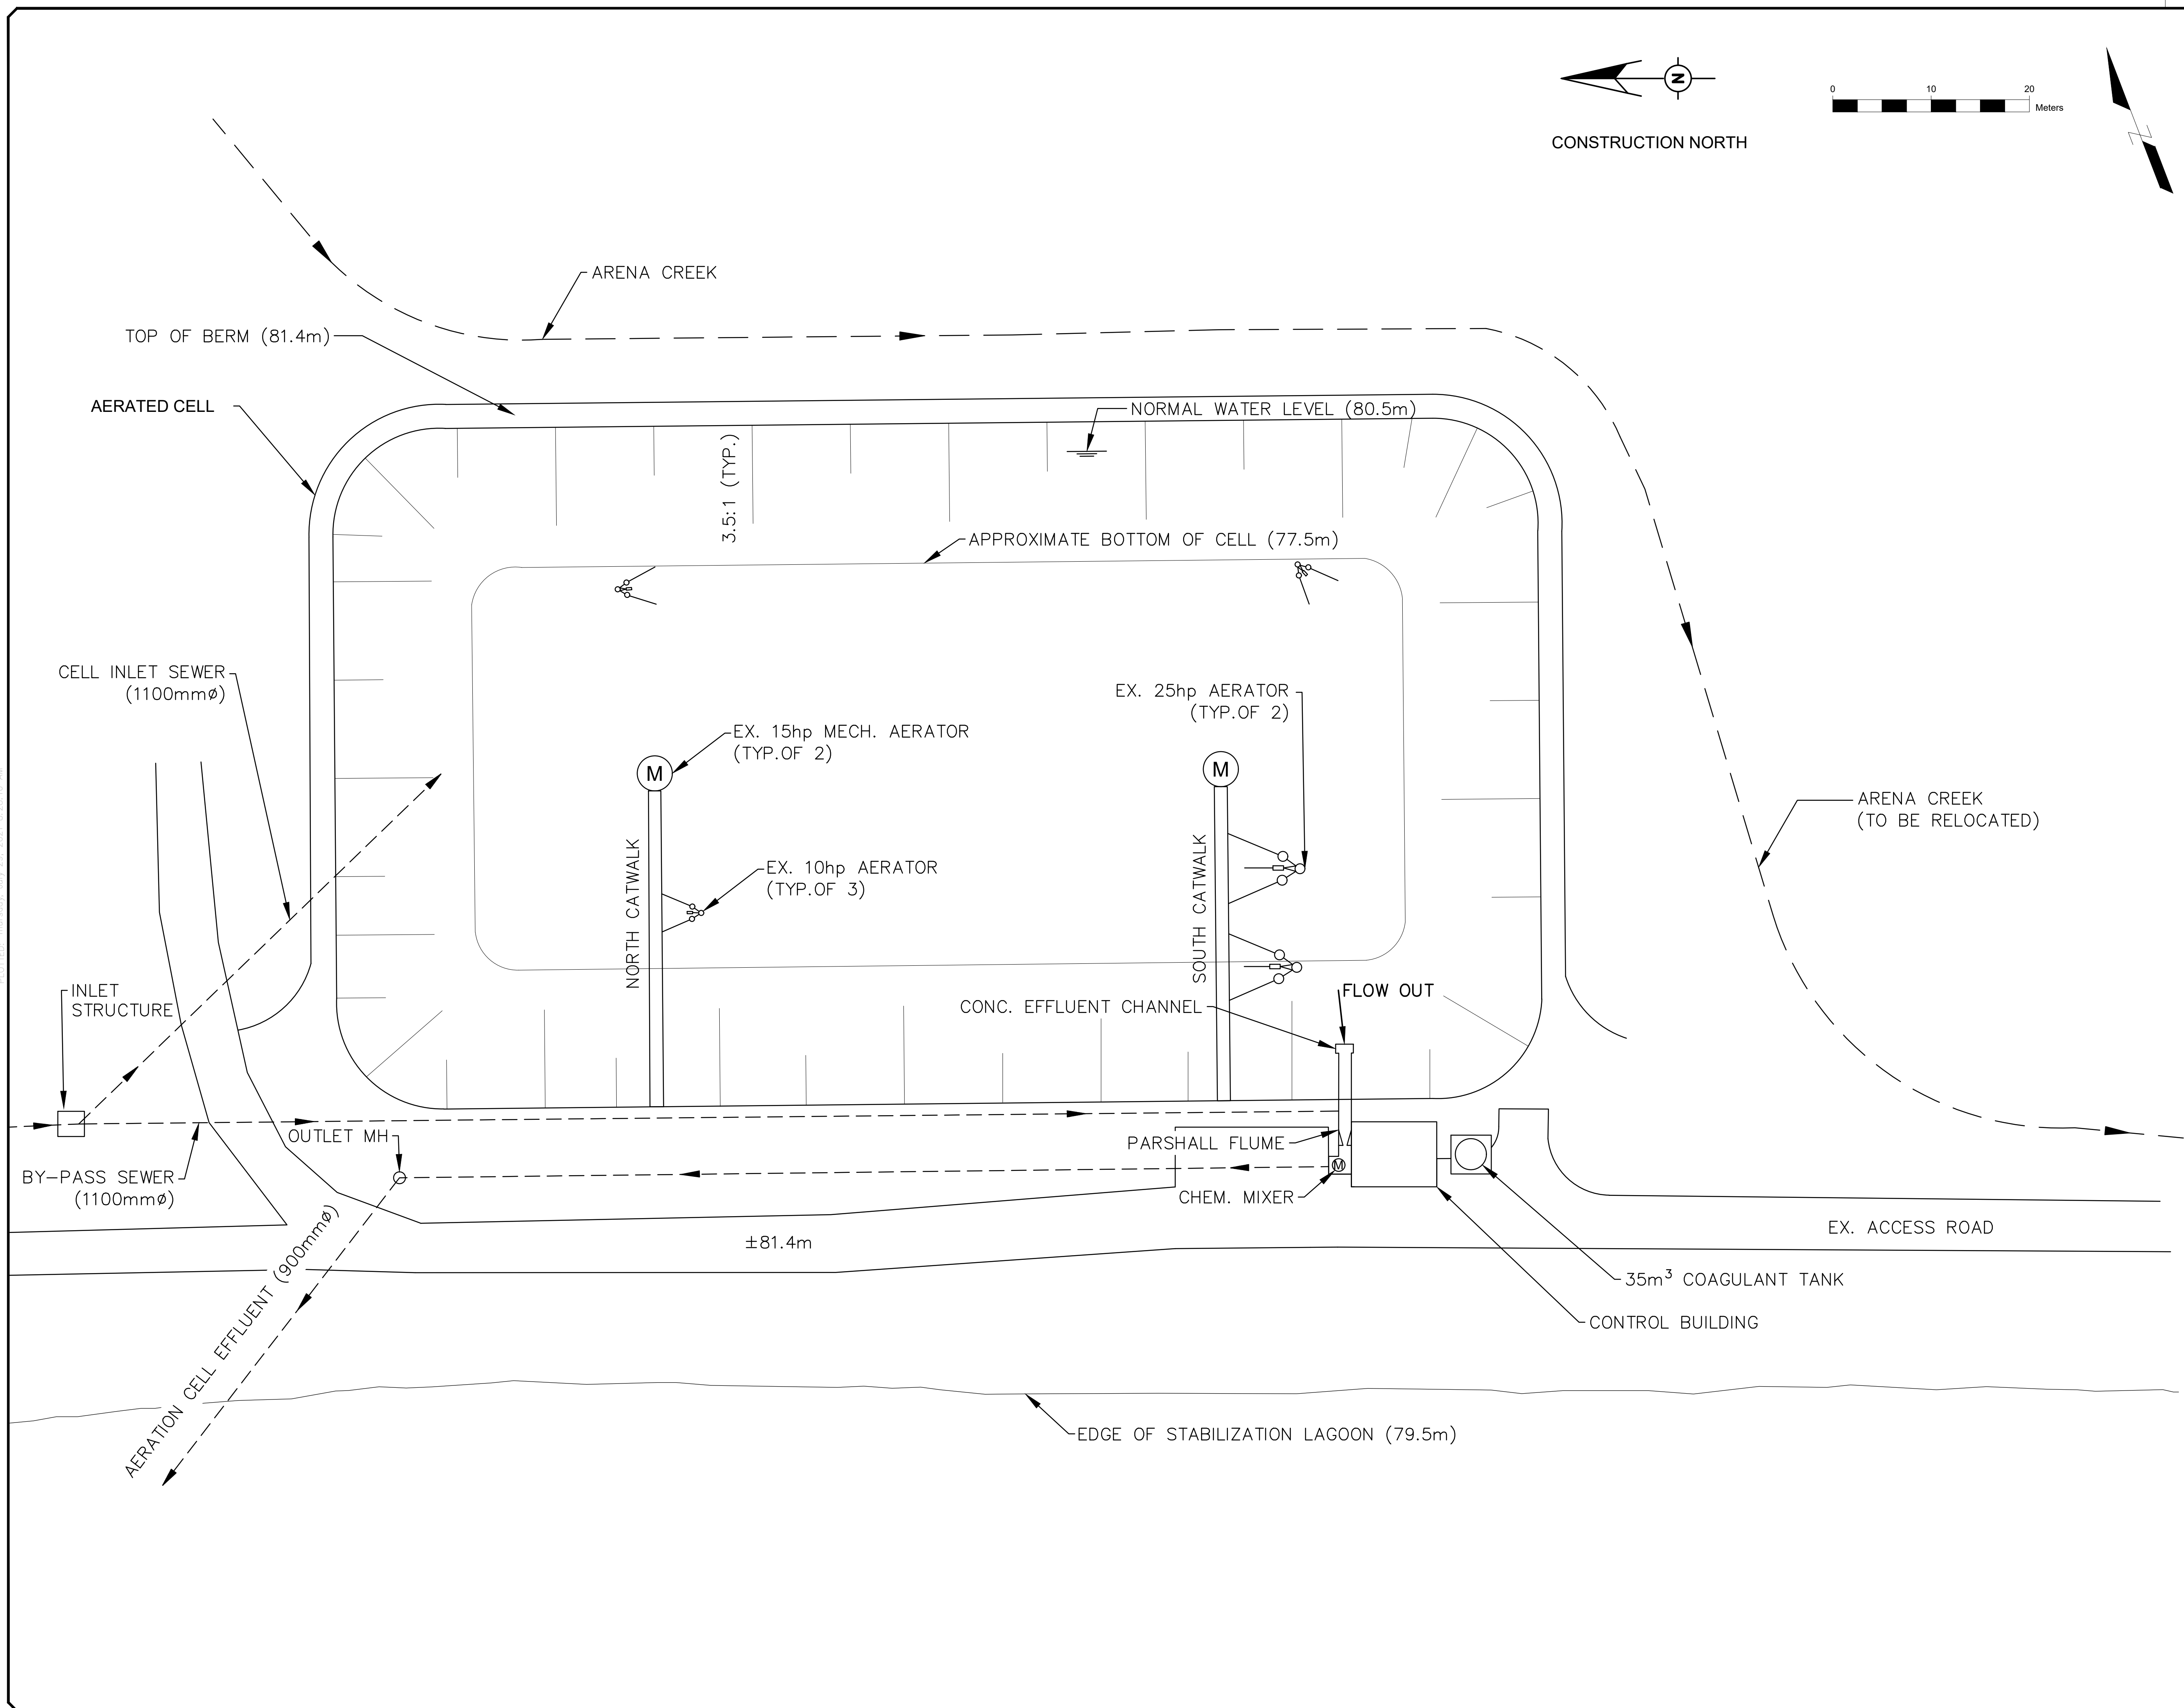 N
CONSTRUCTION NORTH
0 10 20
Meters
ARENA CREEK
TOP OF BERM (81.4m)
AERATED CELL
NORMAL WATER LEVEL (80.5m)
3.5:1 (TYP.)
APPROXIMATE BOTTOM OF CELL (77.5m)
CELL INLET SEWER
(1100mmø)
EX. 25hp AERATOR
(TYP.OF 2)
EX. 15hp MECH. AERATOR
(TYP.OF 2)
M
M
ARENA CREEK
(TO BE RELOCATED)
NORTH CATWALK
EX. 10hp AERATOR
(TYP.OF 3)
SOUTH CATWALK
INLET
STRUCTURE
CONC. EFFLUENT CHANNEL
FLOW OUT
OUTLET MH
PARSHALL FLUME
M
BY-PASS SEWER
(1100mmø)
CHEM. MIXER
EX. ACCESS ROAD
±81.4m
AERATION CELL EFFLUENT (900mmø)
35m³ COAGULANT TANK
CONTROL BUILDING
EDGE OF STABILIZATION LAGOON (79.5m)